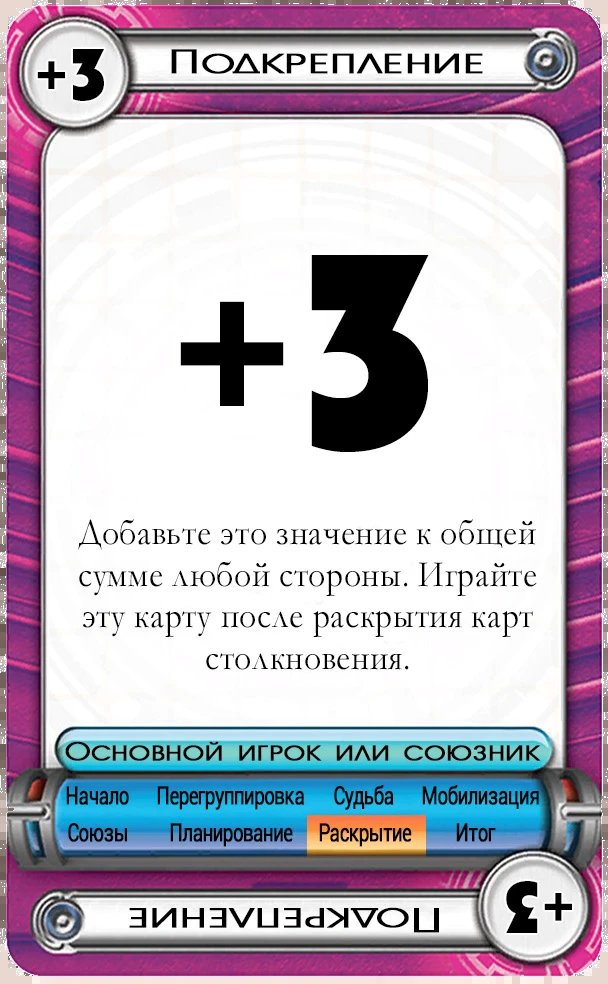 +3 Подкрепление
+3
Добавьте это значение к общей
сумме любой стороны. Играйте
эту карту после раскрытия карт
столкновения.
Основной игрок или союзник
Начало Перегруппировка Судьба Мобилизация
Союзы Планирование Раскрытие Итог
Подкрепление +3